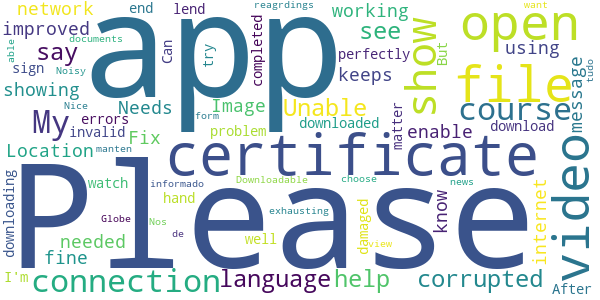 network end lend reagrdings working open want
improved app Can try completed see show But able
say documents perfectly using
sign Noisy keeps file tudo
showing Nice Needs Image Unable course message
My errors form downloaded matter enable download
invalid Fix problem
Location manten certificate video
Please
downloading watch informado Downloadable choose know news internet
needed hand exhausting damaged
fine Globe Nos well view
I'm de
connection language help corrupted After